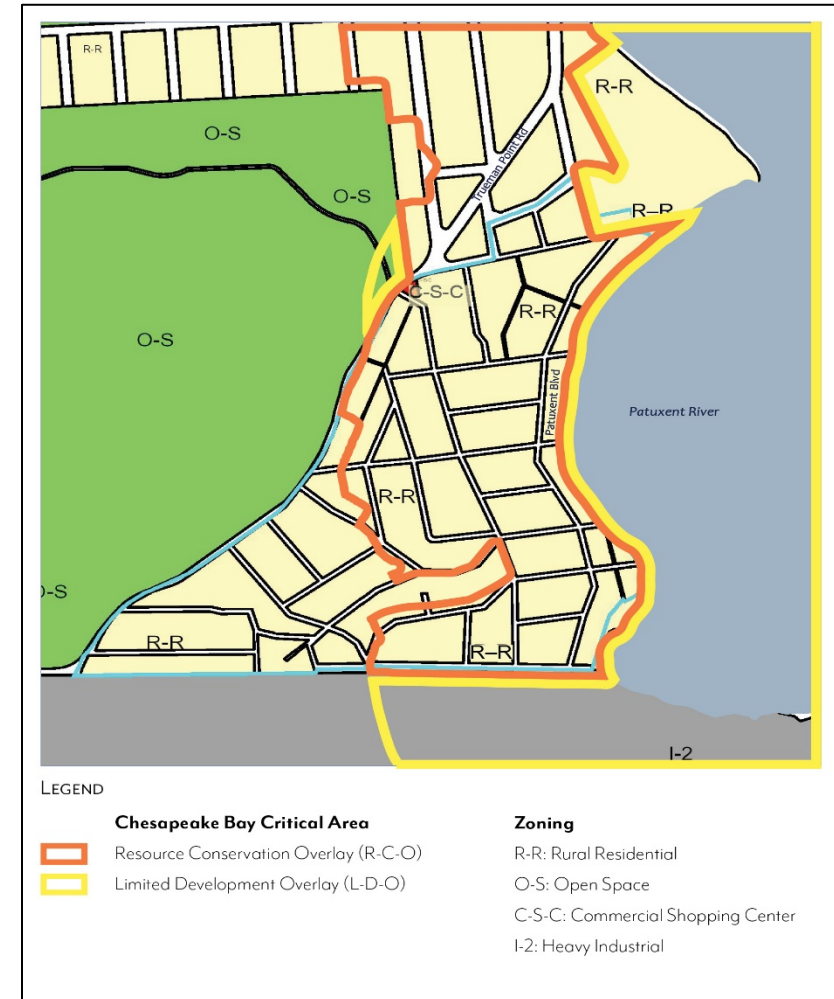 R-R
R-R
O-S
Trueman Point Rd
O-S
R–R
C-S-C
R-R
O-S
Patuxent Blvd
Patuxent River
R-R
O-S
R-R
R–R
I-2
LEGEND
Chesapeake Bay Critical Area
Resource Conservation Overlay (R-C-O)
Limited Development Overlay (L-D-O)
Zoning
R-R: Rural Residential
O-S: Open Space
C-S-C: Commercial Shopping Center
I-2: Heavy Industrial